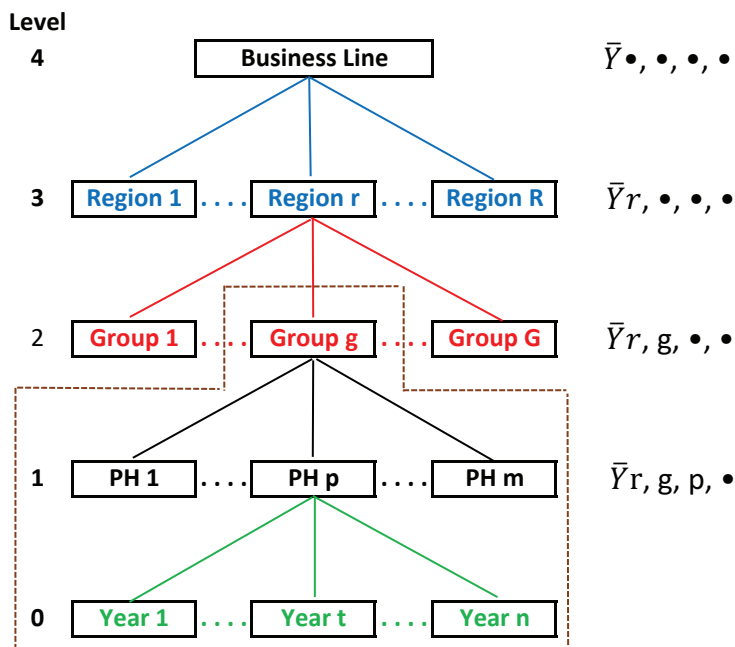 Level
4 Business Line Ȳ•, •, •, •
3 Region 1 .... Region r .... Region R Ȳr, •, •, •
2 Group 1 .... Group g .... Group G Ȳr, g, •, •
1 PH 1 .... PH p .... PH m Ȳr, g, p, •
0 Year 1 .... Year t .... Year n